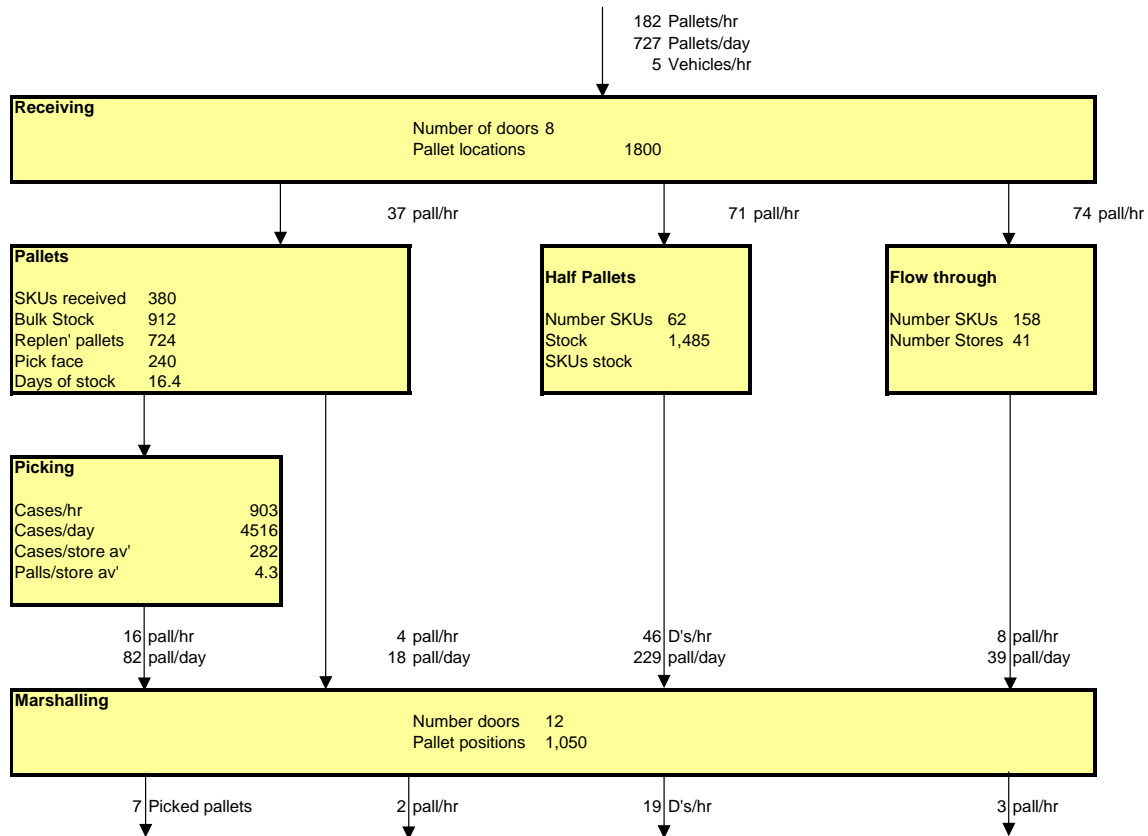 182 Pallets/hr
727 Pallets/day
5 Vehicles/hr
Receiving
Number of doors 8
Pallet locations 1800
37 pall/hr 71 pall/hr 74 pall/hr
Pallets
SKUs received 380
Bulk Stock 912
Replen' pallets 724
Pick face 240
Days of stock 16.4
Half Pallets
Number SKUs 62
Stock 1,485
SKUs stock
Flow through
Number SKUs 158
Number Stores 41
Picking
Cases/hr 903
Cases/day 4516
Cases/store av' 282
Palls/store av' 4.3
16 pall/hr 4 pall/hr 46 D's/hr 8 pall/hr
82 pall/day 18 pall/day 229 pall/day 39 pall/day
Marshalling
Number doors 12
Pallet positions 1,050
7 Picked pallets 2 pall/hr 19 D's/hr 3 pall/hr